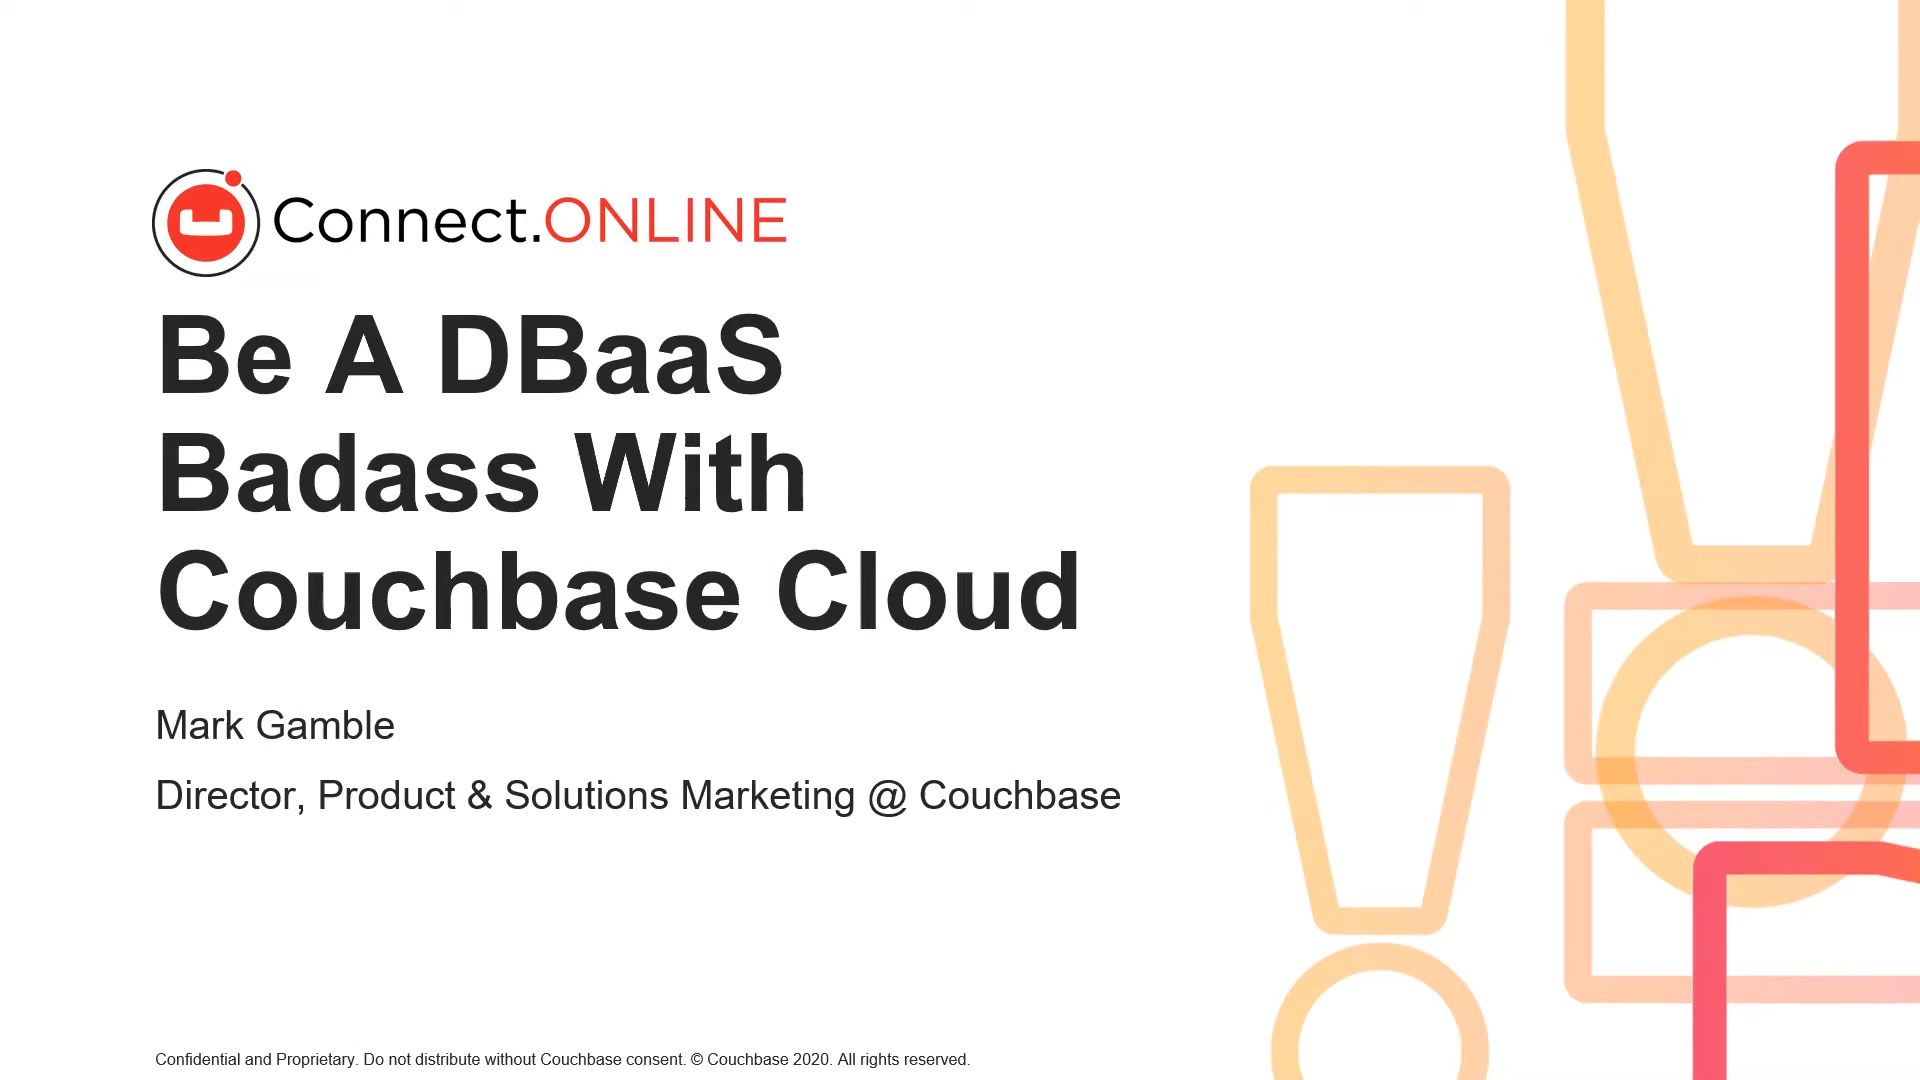 Connect.ONLINE
Be A DBaaS
Badass With
Couchbase Cloud
Mark Gamble
Director, Product & Solutions Marketing @ Couchbase
Confidential and Proprietary. Do not distribute without Couchbase consent. © Couchbase 2020. All rights reserved.